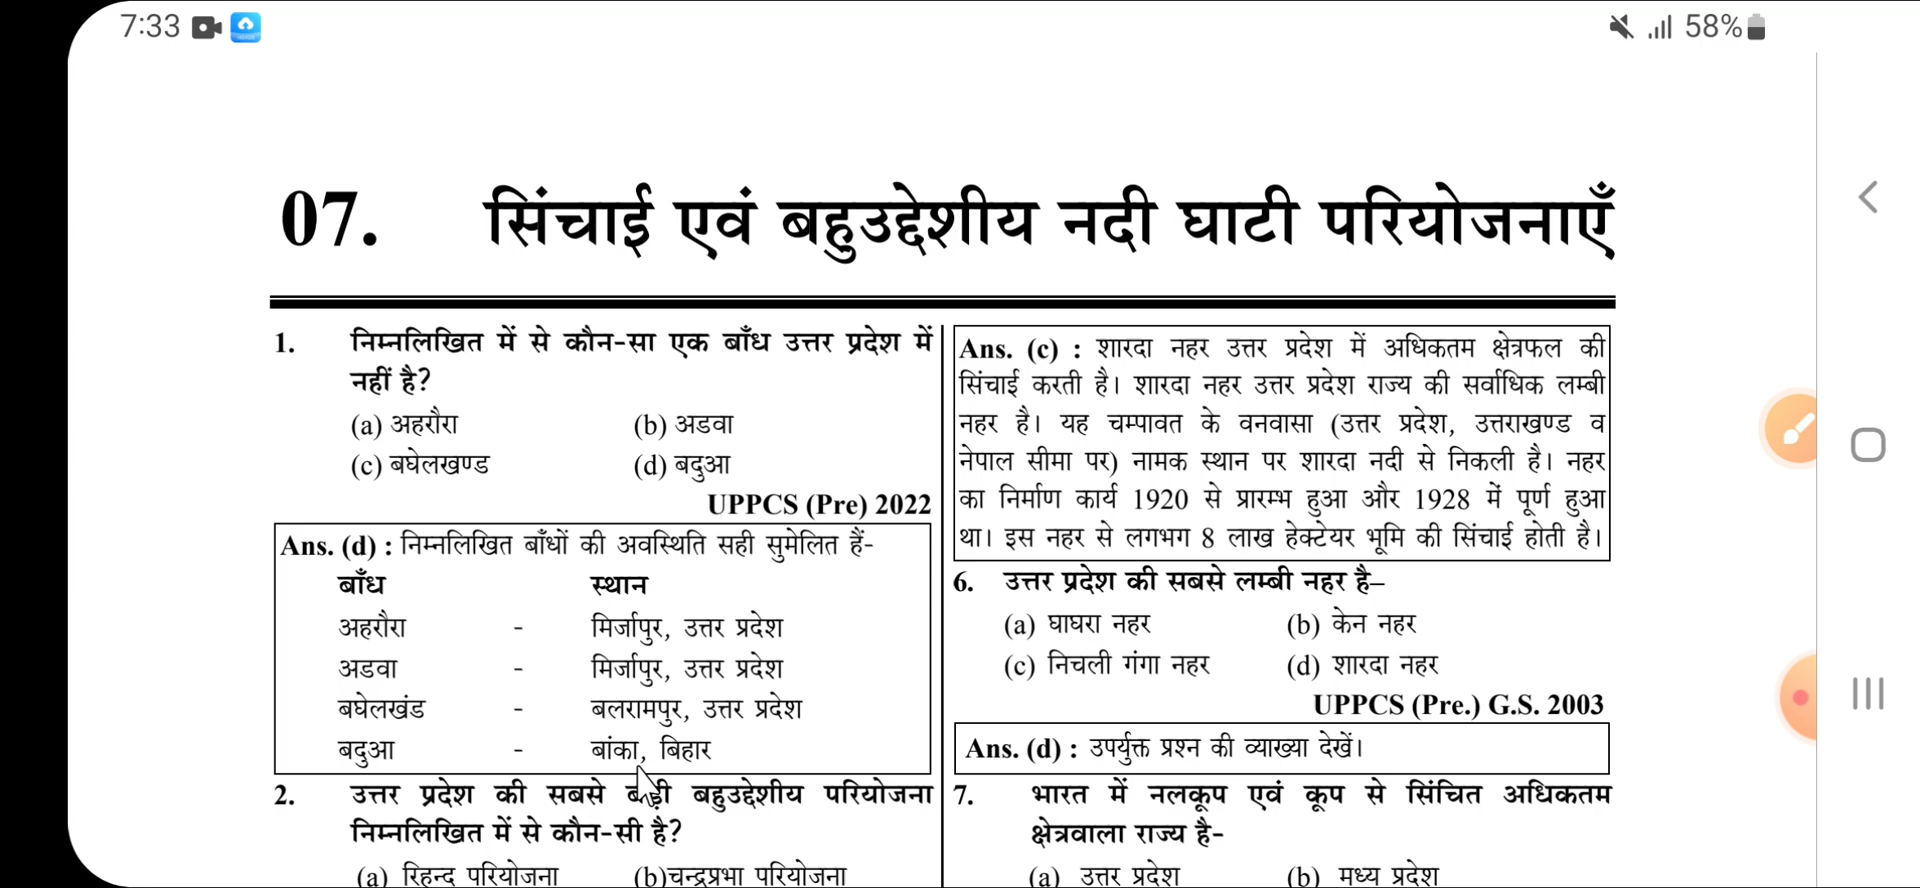 7:33
58%
07. सिंचाई एवं बहुउद्देशीय नदी घाटी परियोजनाएँ
1. निम्नलिखित में से कौन-सा एक बाँध उत्तर प्रदेश में
नहीं है?
(a) अहरौरा (b) अडवा
(c) बघेलखण्ड (d) बदुआ
UPPCS (Pre) 2022
Ans. (d) : निम्नलिखित बाँधों की अवस्थिति सही सुमेलित हैं-
बाँध स्थान
अहरौरा - मिर्जापुर, उत्तर प्रदेश
अडवा - मिर्जापुर, उत्तर प्रदेश
बघेलखंड - बलरामपुर, उत्तर प्रदेश
बदुआ - बांका, बिहार
2. उत्तर प्रदेश की सबसे बड़ी बहुउद्देशीय परियोजना
निम्नलिखित में से कौन-सी है?
(a) रिहन्द परियोजना (b)चन्द्रप्रभा परियोजना
Ans. (c) : शारदा नहर उत्तर प्रदेश में अधिकतम क्षेत्रफल की
सिंचाई करती है। शारदा नहर उत्तर प्रदेश राज्य की सर्वाधिक लम्बी
नहर है। यह चम्पावत के वनवासा (उत्तर प्रदेश, उत्तराखण्ड व
नेपाल सीमा पर) नामक स्थान पर शारदा नदी से निकली है। नहर
का निर्माण कार्य 1920 से प्रारम्भ हुआ और 1928 में पूर्ण हुआ
था। इस नहर से लगभग 8 लाख हेक्टेयर भूमि की सिंचाई होती है।
6. उत्तर प्रदेश की सबसे लम्बी नहर है–
(a) घाघरा नहर (b) केन नहर
(c) निचली गंगा नहर (d) शारदा नहर
UPPCS (Pre.) G.S. 2003
Ans. (d) : उपर्युक्त प्रश्न की व्याख्या देखें।
7. भारत में नलकूप एवं कूप से सिंचित अधिकतम
क्षेत्रवाला राज्य है-
(a) उत्तर प्रदेश (b) मध्य प्रदेश